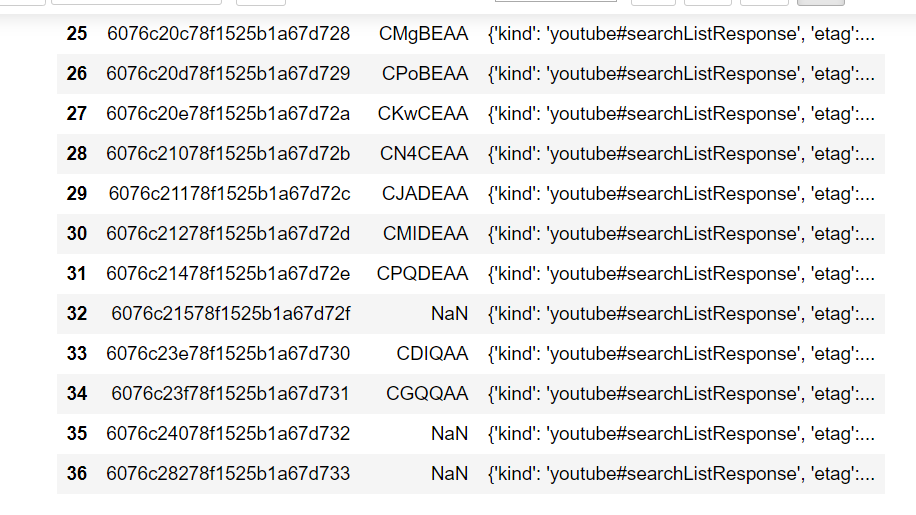 25 6076c20c78f1525b1a67d728 CMgBEAA {'kind': 'youtube#searchListResponse', 'etag':...
26 6076c20d78f1525b1a67d729 CPoBEAA {'kind': 'youtube#searchListResponse', 'etag':...
27 6076c20e78f1525b1a67d72a CKwCEAA {'kind': 'youtube#searchListResponse', 'etag':...
28 6076c21078f1525b1a67d72b CN4CEAA {'kind': 'youtube#searchListResponse', 'etag':...
29 6076c21178f1525b1a67d72c CJADEAA {'kind': 'youtube#searchListResponse', 'etag':...
30 6076c21278f1525b1a67d72d CMIDEAA {'kind': 'youtube#searchListResponse', 'etag':...
31 6076c21478f1525b1a67d72e CPQDEAA {'kind': 'youtube#searchListResponse', 'etag':...
32 6076c21578f1525b1a67d72f NaN {'kind': 'youtube#searchListResponse', 'etag':...
33 6076c23e78f1525b1a67d730 CDIQAA {'kind': 'youtube#searchListResponse', 'etag':...
34 6076c23f78f1525b1a67d731 CGQQAA {'kind': 'youtube#searchListResponse', 'etag':...
35 6076c24078f1525b1a67d732 NaN {'kind': 'youtube#searchListResponse', 'etag':...
36 6076c28278f1525b1a67d733 NaN {'kind': 'youtube#searchListResponse', 'etag':...